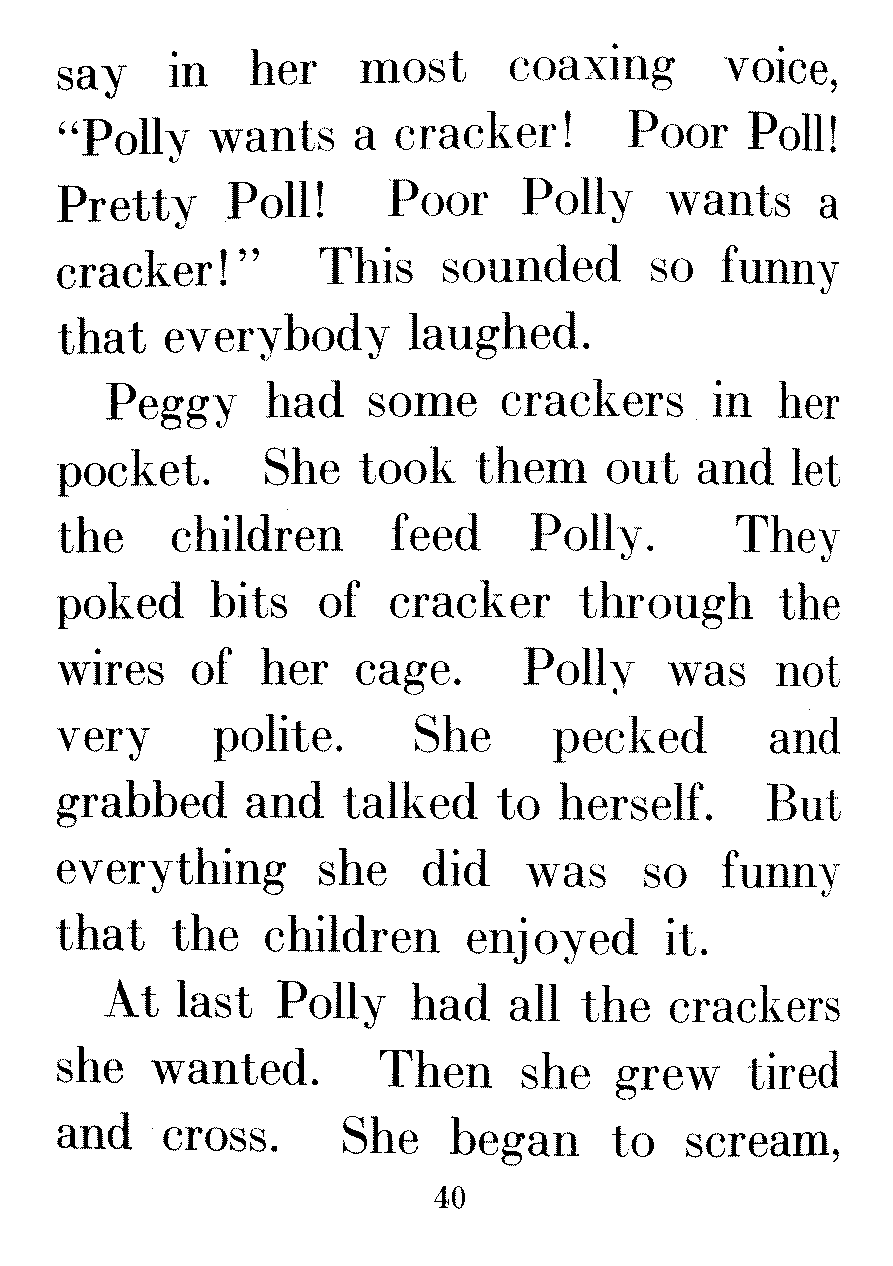 say in her most coaxing voice,
“Polly wants a cracker! Poor Poll!
Pretty Poll! Poor Polly wants a
cracker!” This sounded so funny
that everybody laughed.
Peggy had some crackers in her
pocket. She took them out and let
the children feed Polly. They
poked bits of cracker through the
wires of her cage. Polly was not
very polite. She pecked and
grabbed and talked to herself. But
everything she did was so funny
that the children enjoyed it.
At last Polly had all the crackers
she wanted. Then she grew tired
and cross. She began to scream,
40